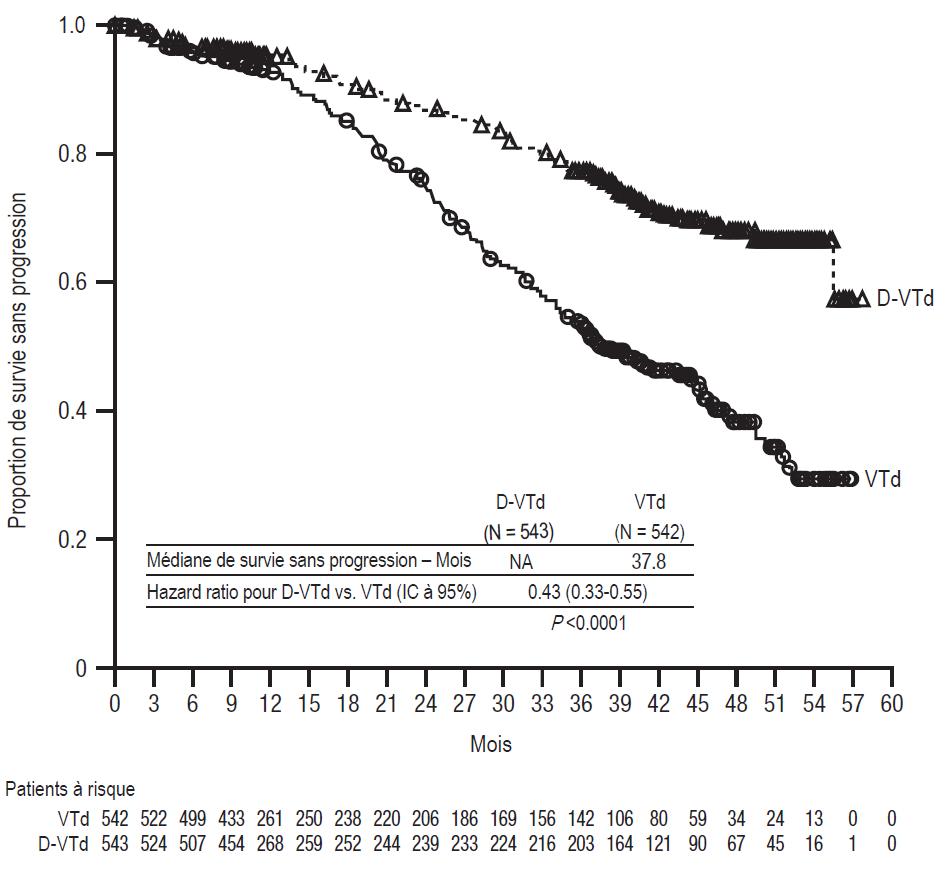 1.0
0.8
0.6
0.4
0.2
0
Proportion de survie sans progression
D-VTd
VTd
D-VTd VTd
(N = 543) (N = 542)
Médiane de survie sans progression – Mois NA 37.8
Hazard ratio pour D-VTd vs. VTd (IC à 95%) 0.43 (0.33-0.55)
P<0.0001
0 3 6 9 12 15 18 21 24 27 30 33 36 39 42 45 48 51 54 57 60
Mois
Patients à risque
VTd 542 522 499 433 261 250 238 220 206 186 169 156 142 106 80 59 34 24 13 0 0
D-VTd 543 524 507 454 268 259 252 244 239 233 224 216 203 164 121 90 67 45 16 1 0